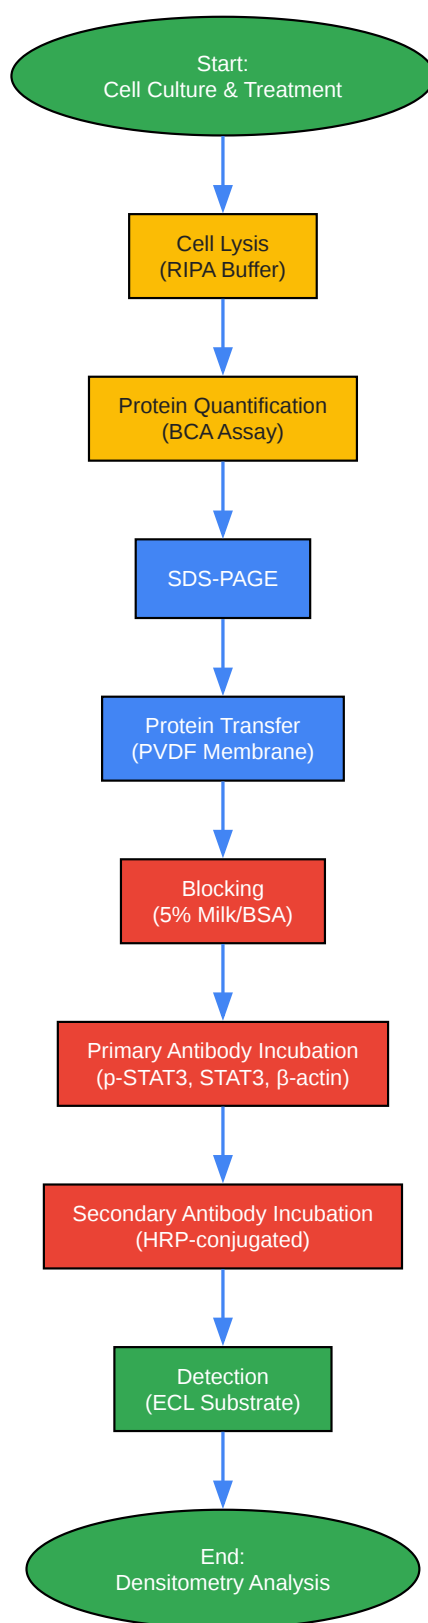 Start:
Cell Culture & Treatment
Cell Lysis
(RIPA Buffer)
Protein Quantification
(BCA Assay)
SDS-PAGE
Protein Transfer
(PVDF Membrane)
Blocking
(5% Milk/BSA)
Primary Antibody Incubation
(p-STAT3, STAT3, β-actin)
Secondary Antibody Incubation
(HRP-conjugated)
Detection
(ECL Substrate)
End:
Densitometry Analysis